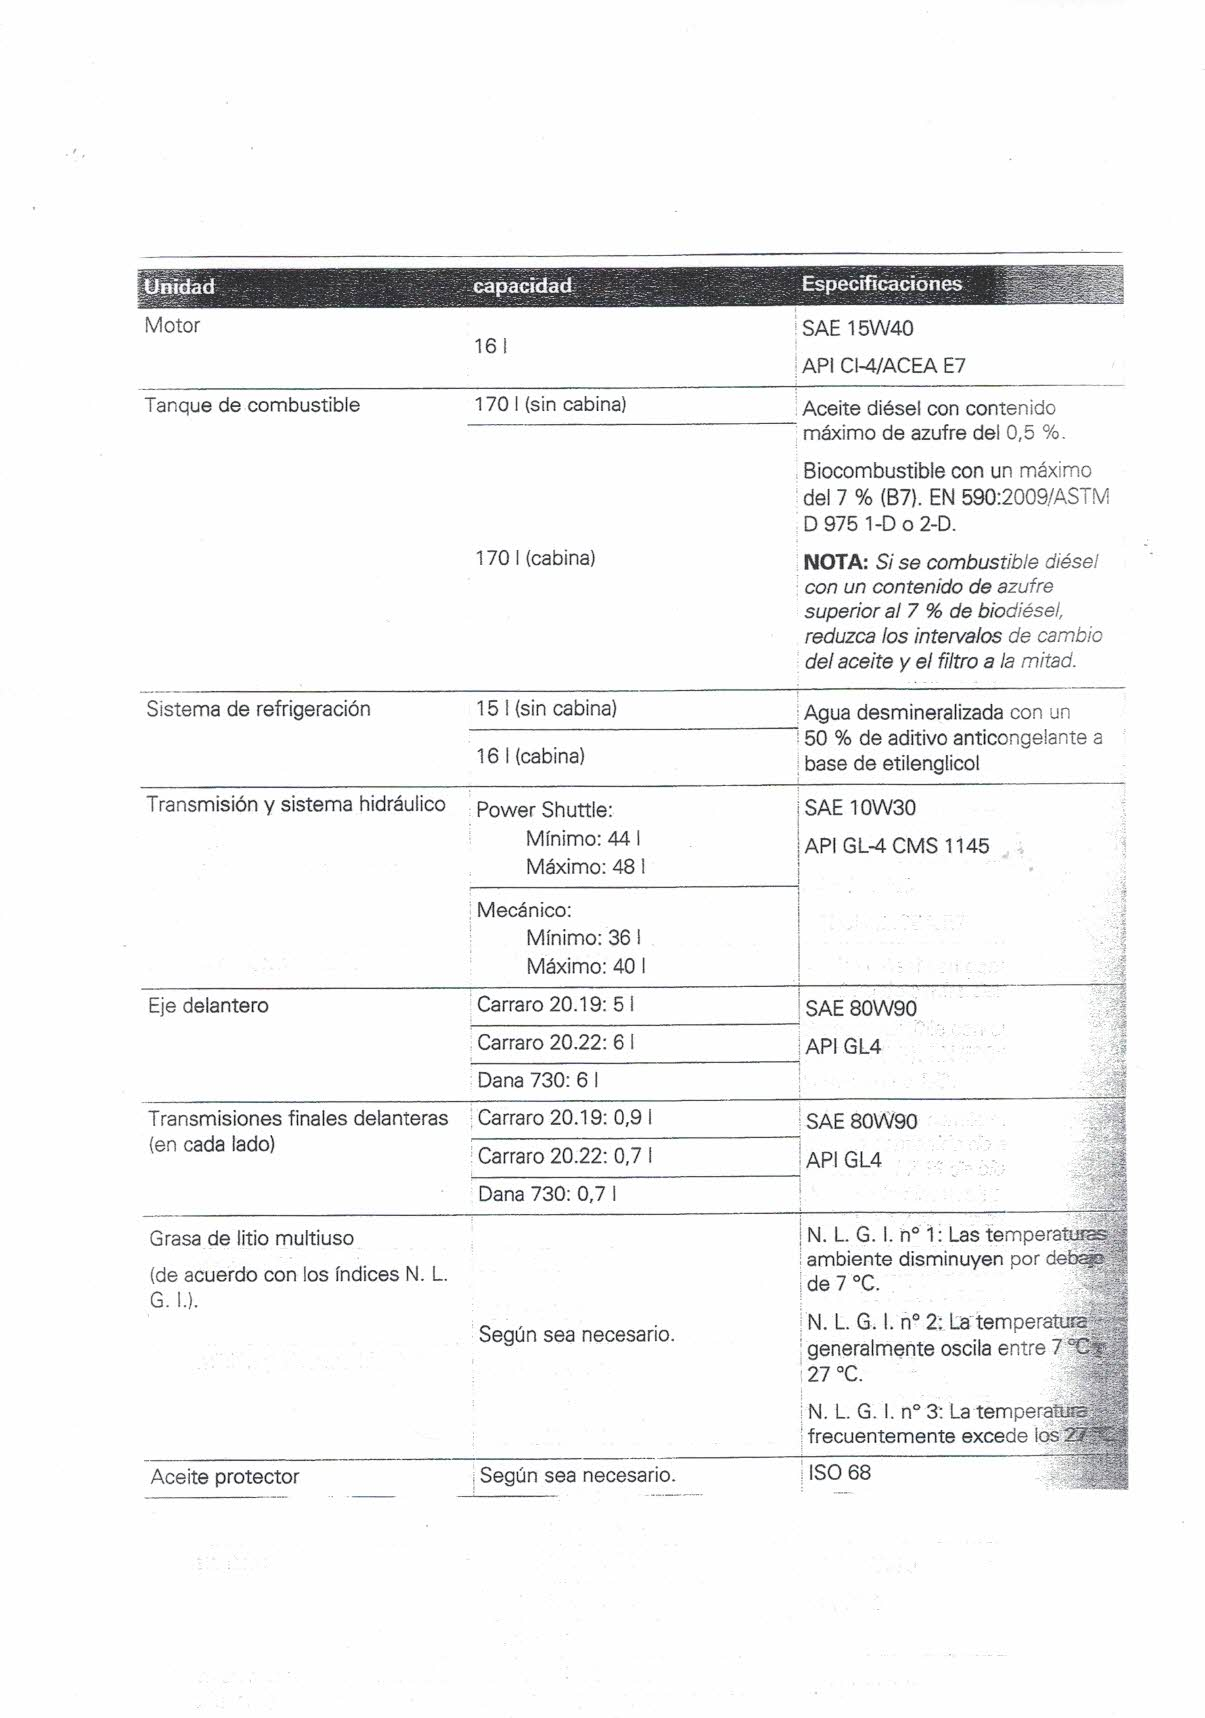 Unidad capacidad Especificaciones
Motor
16 l
SAE 15W40
API CI-4/ACEA E7
Tanque de combustible
170 l (sin cabina)
170 l (cabina)
Aceite diésel con contenido
máximo de azufre del 0,5 %.
Biocombustible con un máximo
del 7 % (B7). EN 590:2009/ASTM
D 975 1-D o 2-D.
NOTA: Si se combustible diésel
con un contenido de azufre
superior al 7 % de biodiésel,
reduzca los intervalos de cambio
del aceite y el filtro a la mitad.
Sistema de refrigeración
15 l (sin cabina)
16 l (cabina)
Agua desmineralizada con un
50 % de aditivo anticongelante a
base de etilenglicol
Transmisión y sistema hidráulico
Power Shuttle:
Mínimo: 44 l
Máximo: 48 l
Mecánico:
Mínimo: 36 l
Máximo: 40 l
SAE 10W30
API GL-4 CMS 1145
Eje delantero
Carraro 20.19: 5 l
Carraro 20.22: 6 l
Dana 730: 6 l
SAE 80W90
API GL4
Transmisiones finales delanteras
(en cada lado)
Carraro 20.19: 0,9 l
Carraro 20.22: 0,7 l
Dana 730: 0,7 l
SAE 80W90
API GL4
Grasa de litio multiuso
(de acuerdo con los índices N. L.
G. I.).
Según sea necesario.
N. L. G. I. nº 1: Las temperaturas
ambiente disminuyen por debajo
de 7 ºC.
N. L. G. I. nº 2: La temperatura
generalmente oscila entre 7 ºC y
27 ºC.
N. L. G. I. nº 3: La temperatura
frecuentemente excede los 27 ºC
Aceite protector
Según sea necesario.
ISO 68